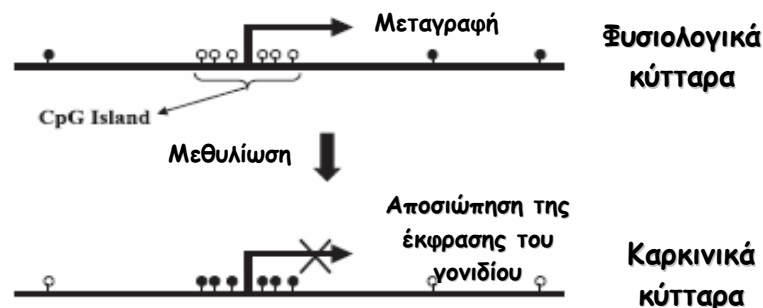 Μεταγραφή
Φυσιολογικά
κύτταρα
CpG Island
Μεθυλίωση
Αποσιώπηση της
έκφρασης του
γονιδίου
Καρκινικά
κύτταρα